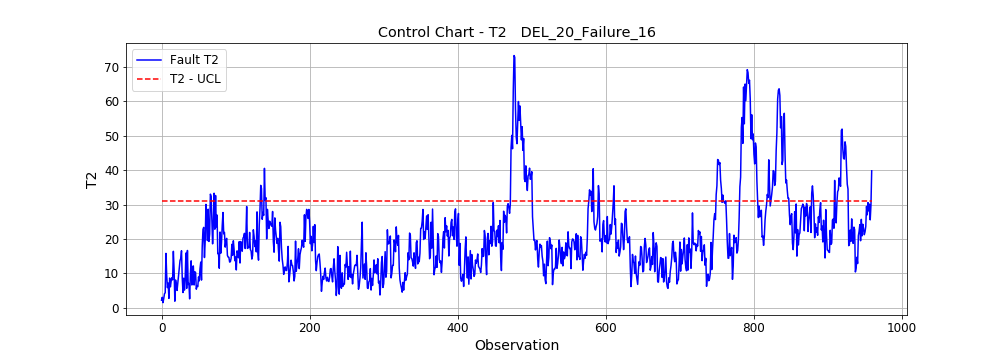 Control Chart - T2   DEL_20_Failure_16
Fault T2
T2 - UCL
70
60
50
40
30
20
10
0
T2
0 200 400 600 800 1000
Observation